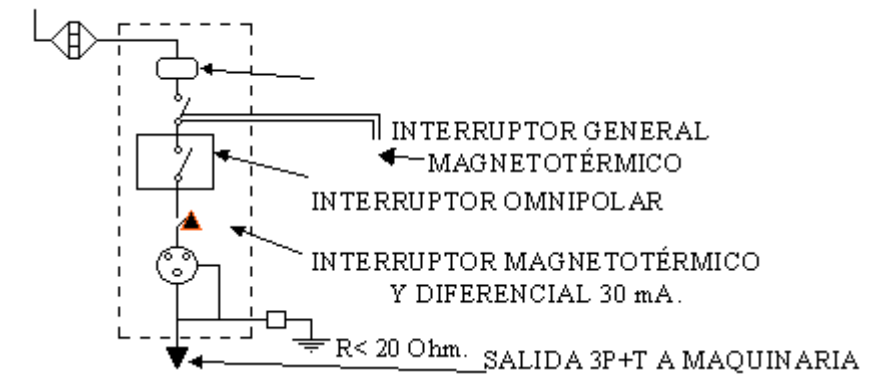 INTERRUPTOR GENERAL
MAGNETOTÉRMICO
INTERRUPTOR OMNIPOLAR
INTERRUPTOR MAGNETOTÉRMICO
Y DIFERENCIAL 30 mA.
R< 20 Ohm.
SALIDA 3P+T A MAQUINARIA